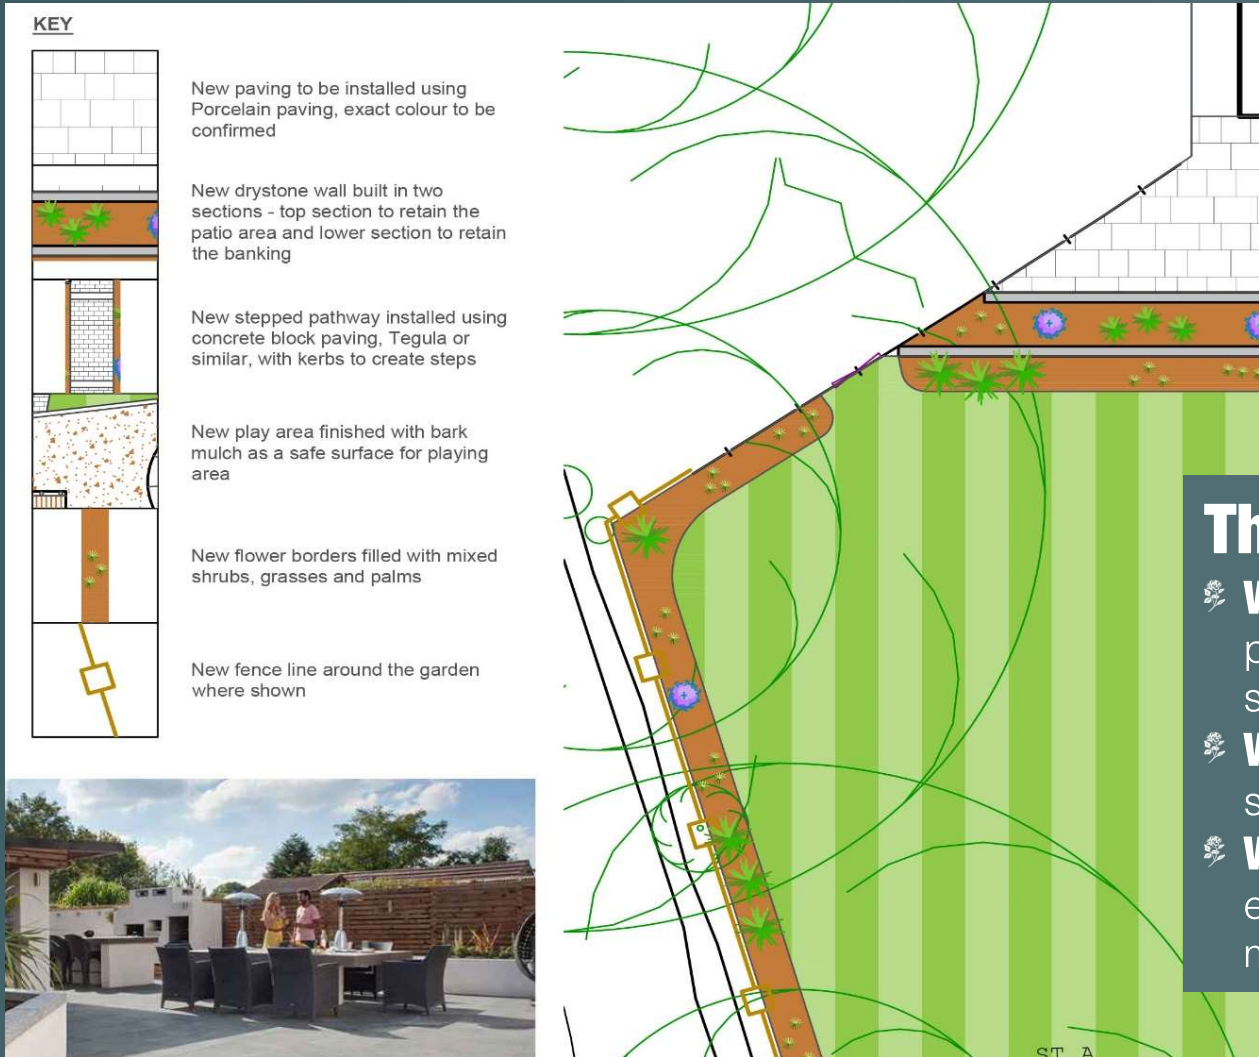 KEY
New paving to be installed using
Porcelain paving, exact colour to be
confirmed
New drystone wall built in two
sections - top section to retain the
patio area and lower section to retain
the banking
New stepped pathway installed using
concrete block paving, Tegula or
similar, with kerbs to create steps
New play area finished with bark
mulch as a safe surface for playing
area
New flower borders filled with mixed
shrubs, grasses and palms
New fence line around the garden
where shown
Th
W
p
s
W
s
W
e
ST A